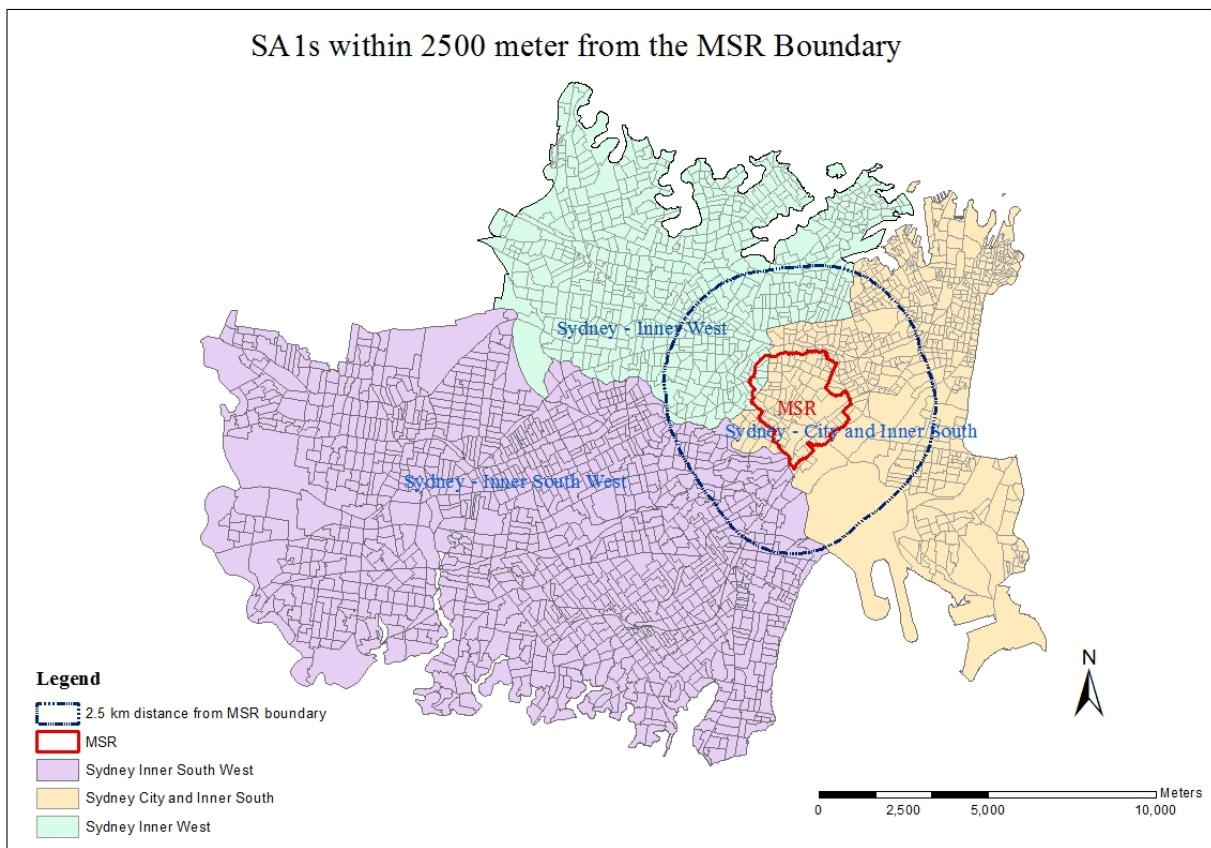 SA1s within 2500 meter from the MSR Boundary
Sydney - Inner West
MSR
Sydney - City and Inner South
Sydney - Inner South West
N
Legend
2.5 km distance from MSR boundary
MSR
Sydney Inner South West
Sydney City and Inner South
Sydney Inner West
Meters
0 2,500 5,000 10,000